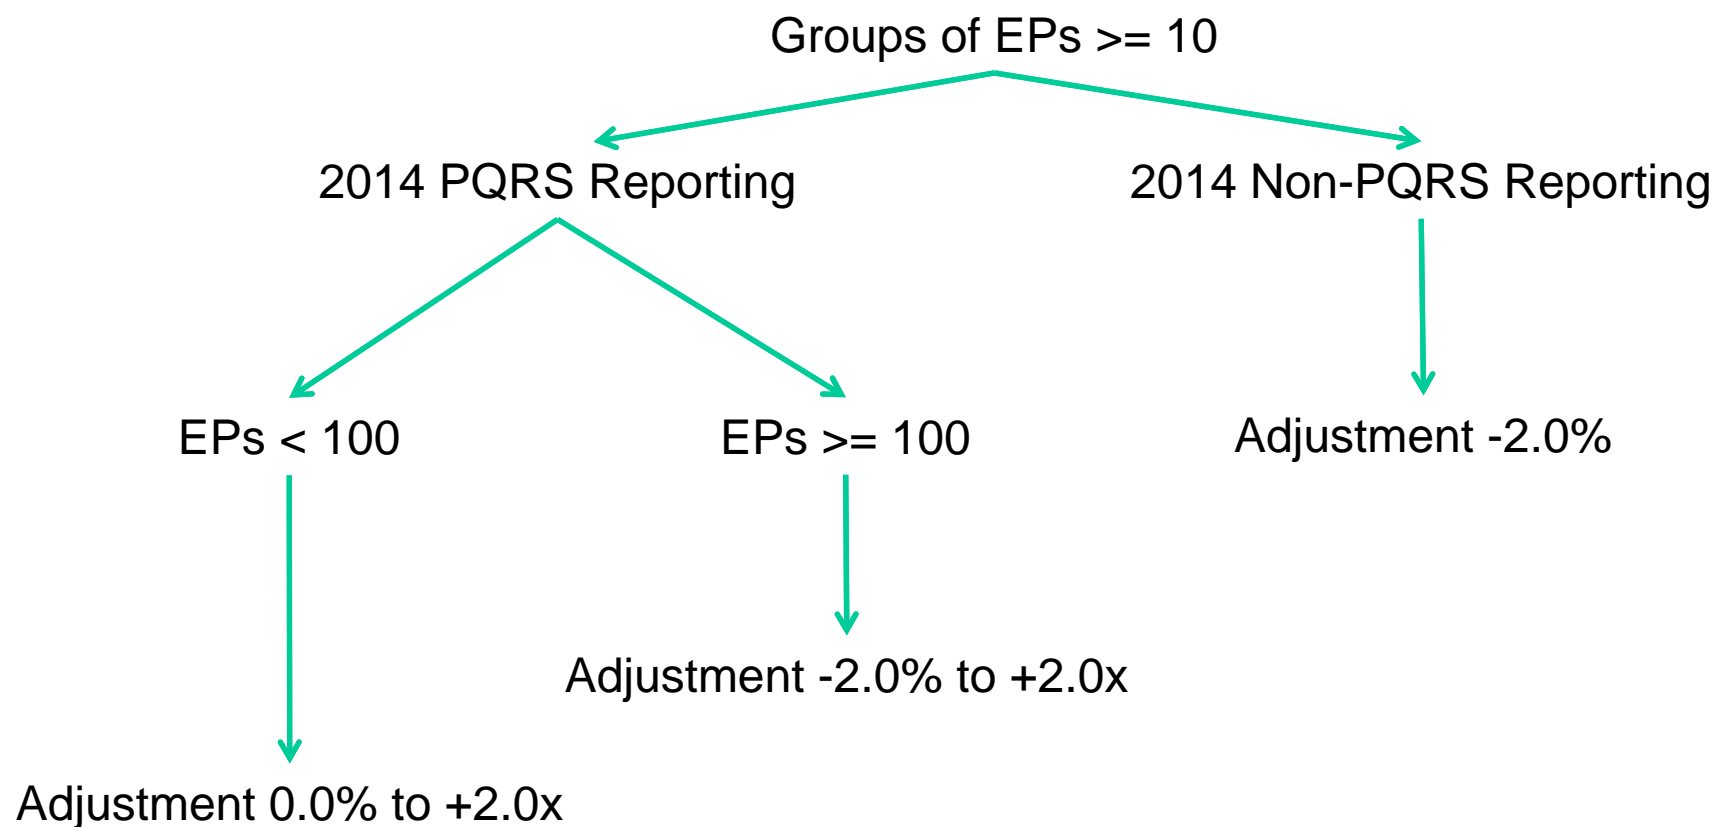 Groups of EPs >= 10
2014 PQRS Reporting
2014 Non-PQRS Reporting
EPs < 100
EPs >= 100
Adjustment -2.0%
Adjustment -2.0% to +2.0x
Adjustment 0.0% to +2.0x